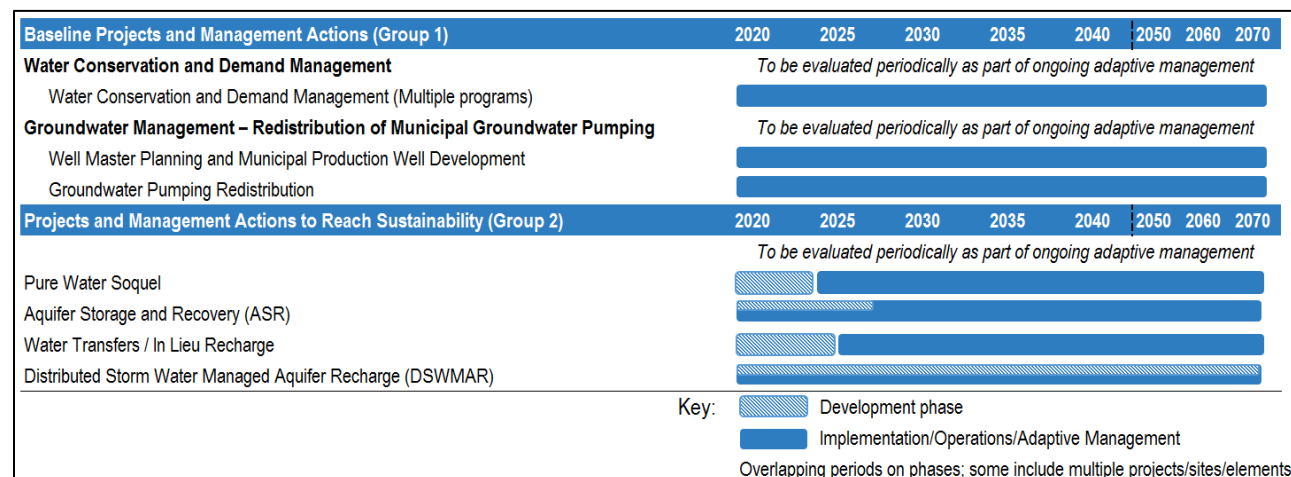 Baseline Projects and Management Actions (Group 1) 2020 2025 2030 2035 2040 2050 2060 2070
Water Conservation and Demand Management To be evaluated periodically as part of ongoing adaptive management
Water Conservation and Demand Management (Multiple programs)
Groundwater Management – Redistribution of Municipal Groundwater Pumping To be evaluated periodically as part of ongoing adaptive management
Well Master Planning and Municipal Production Well Development
Groundwater Pumping Redistribution
Projects and Management Actions to Reach Sustainability (Group 2) 2020 2025 2030 2035 2040 2050 2060 2070
To be evaluated periodically as part of ongoing adaptive management
Pure Water Soquel
Aquifer Storage and Recovery (ASR)
Water Transfers / In Lieu Recharge
Distributed Storm Water Managed Aquifer Recharge (DSWMAR)
Key: Development phase
Implementation/Operations/Adaptive Management
Overlapping periods on phases; some include multiple projects/sites/elements